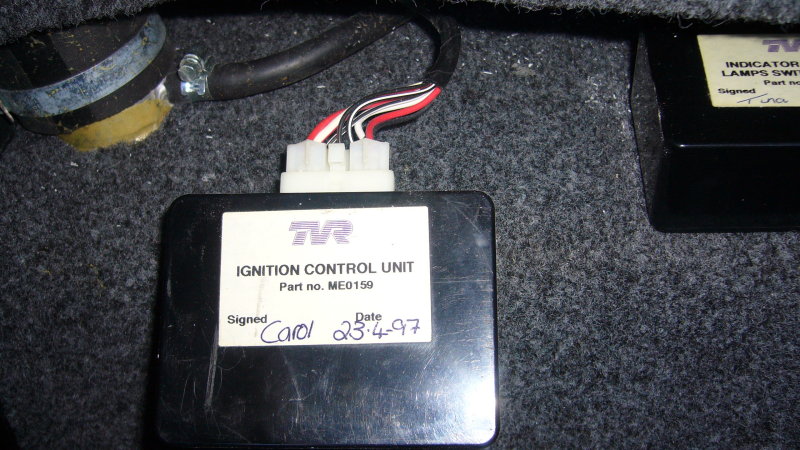 TVR
IGNITION CONTROL UNIT
Part no. ME0159
Signed Date
Carol 23-4-97
TVR
INDICATOR
LAMPS
Part no
Signed
Tina